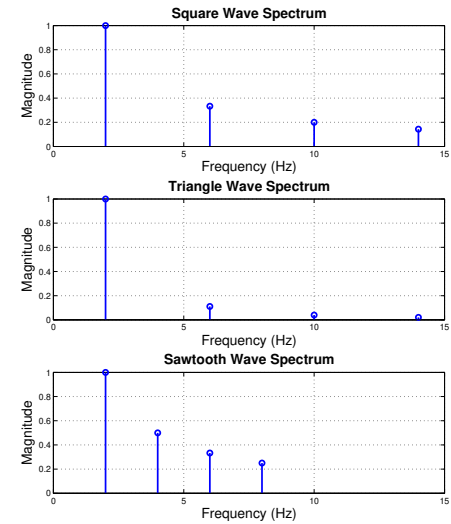 Square Wave Spectrum
1
0.8
0.6
0.4
0.2
0
Magnitude
0 5 10 15
Frequency (Hz)
Triangle Wave Spectrum
1
0.8
0.6
0.4
0.2
0
Magnitude
0 5 10 15
Frequency (Hz)
Sawtooth Wave Spectrum
1
0.8
0.6
0.4
0.2
0
Magnitude
0 5 10 15
Frequency (Hz)